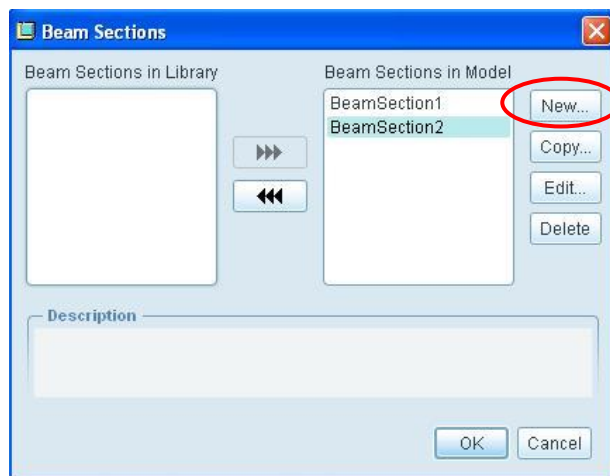 Beam Sections
Beam Sections in Library
Beam Sections in Model
BeamSection1
BeamSection2
New...
Copy...
Edit...
Delete
Description
OK
Cancel